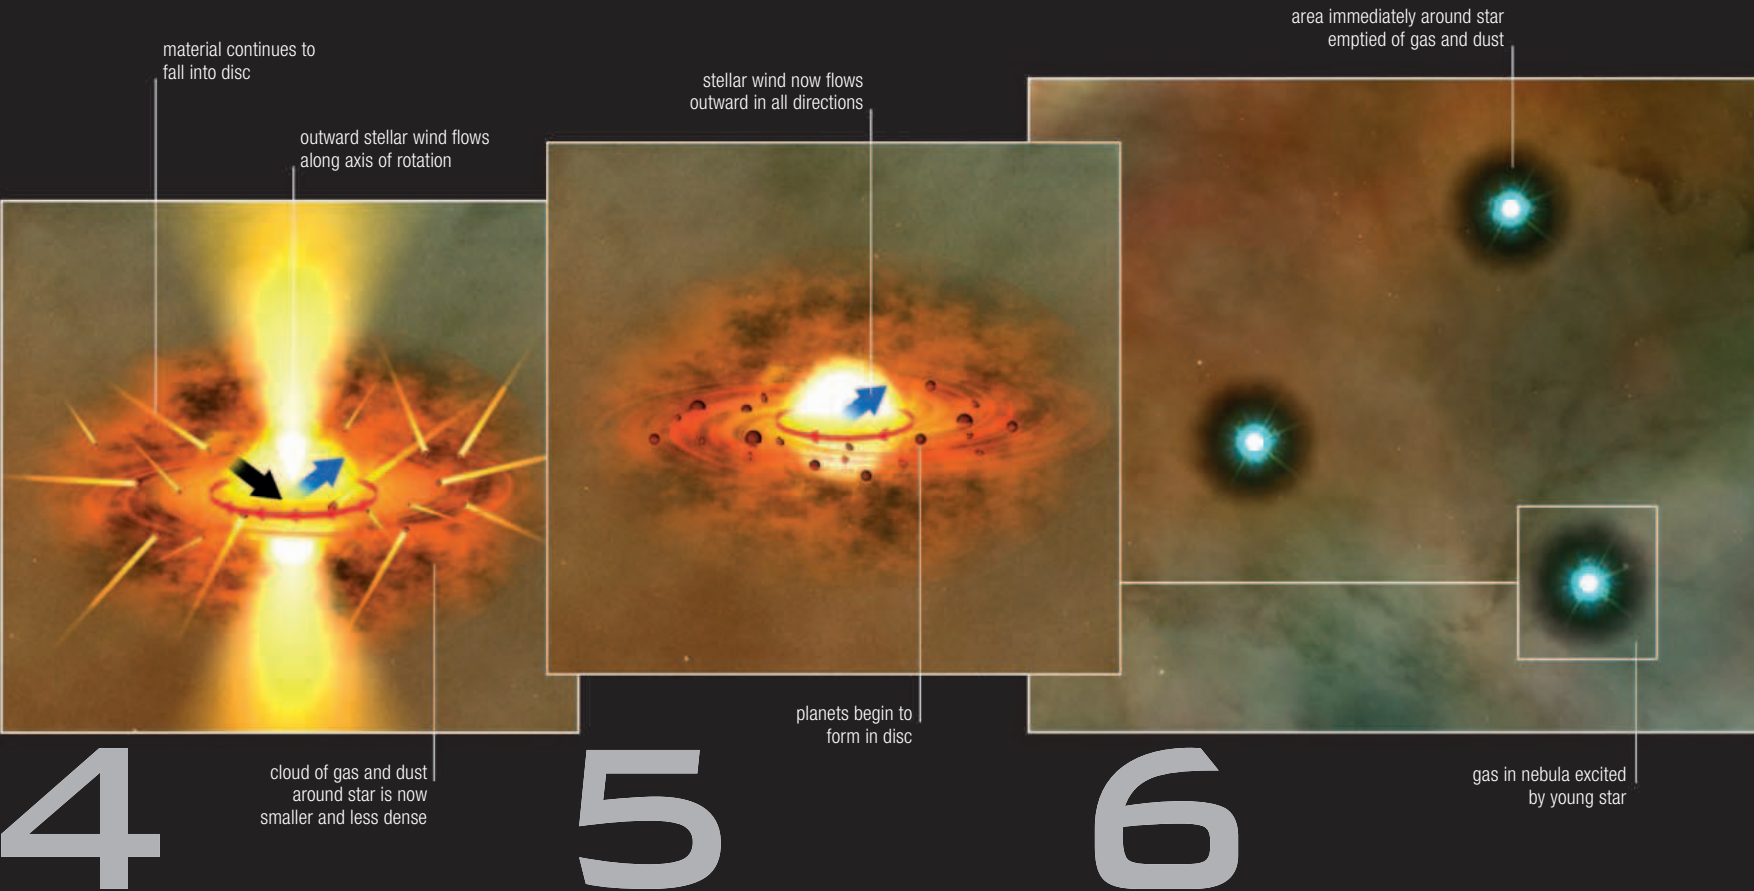 material continues to
fall into disc
outward stellar wind flows
along axis of rotation
cloud of gas and dust
around star is now
smaller and less dense
4
stellar wind now flows
outward in all directions
planets begin to
form in disc
5
area immediately around star
emptied of gas and dust
gas in nebula excited
by young star
6